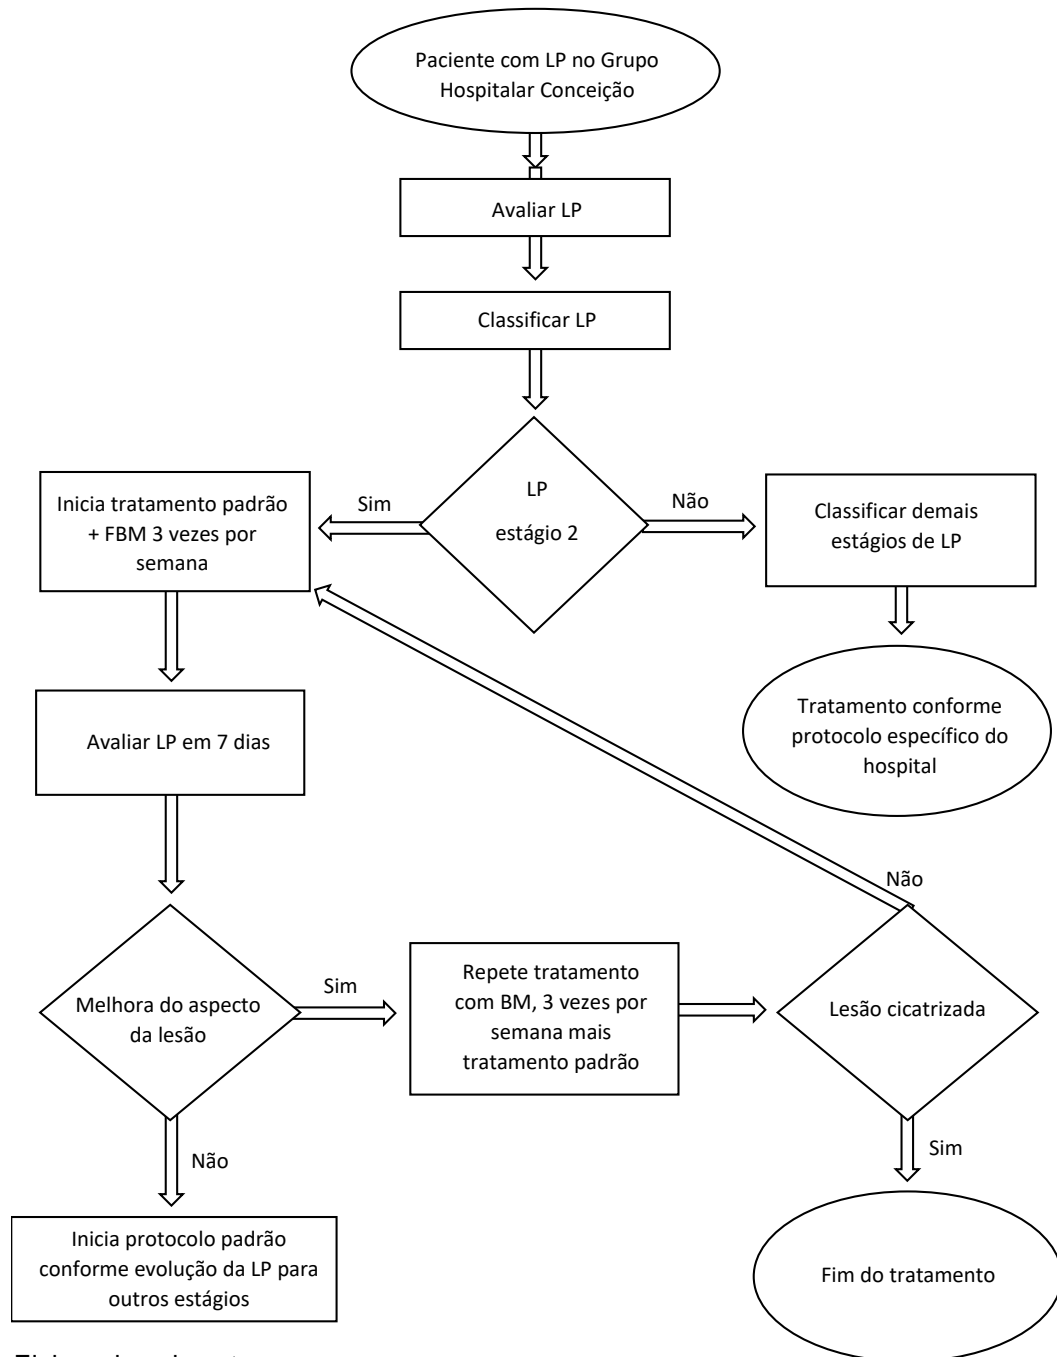 Paciente com LP no Grupo
Hospitalar Conceição
Avaliar LP
Classificar LP
LP
estágio 2
Sim
Não
Inicia tratamento padrão
+ FBM 3 vezes por
semana
Classificar demais
estágios de LP
Tratamento conforme
protocolo específico do
hospital
Avaliar LP em 7 dias
Melhora do aspecto
da lesão
Sim
Repete tratamento
com BM, 3 vezes por
semana mais
tratamento padrão
Não
Lesão cicatrizada
Não
Sim
Inicia protocolo padrão
conforme evolução da LP para
outros estágios
Fim do tratamento